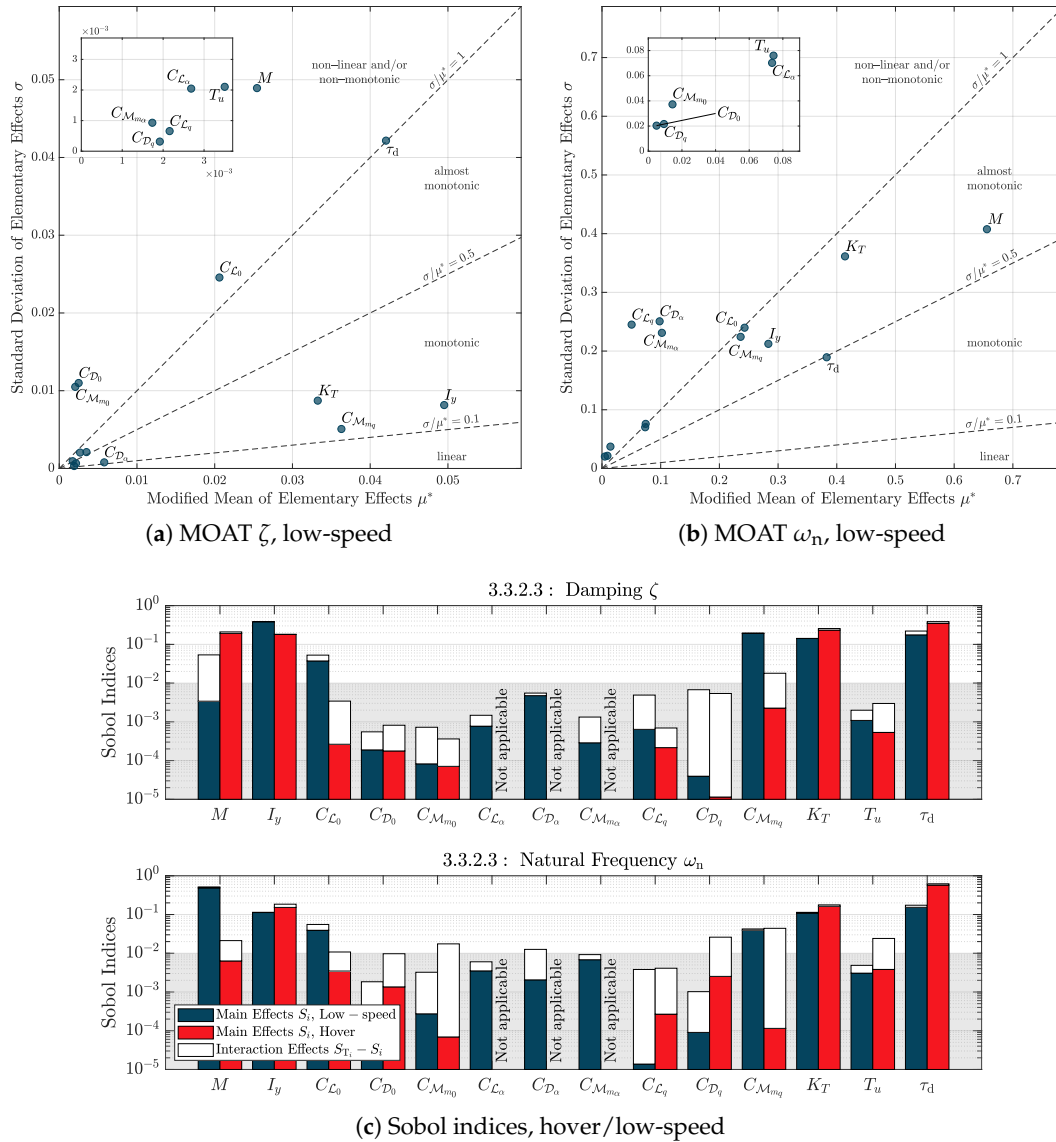 ×10⁻³
3
2
1
0
0 1 2 3
×10⁻³
C_{𝓛_α}
T_u
M
C_{𝓜_{mα}}
C_{𝓛_q}
C_{𝓓_q}
non−linear and/or
non−monotonic
σ/μ* = 1
τ_d
almost
monotonic
C_{𝓛_0}
σ/μ* = 0.5
monotonic
C_{𝓓_0}
C_{𝓜_{m0}}
K_T
I_y
C_{𝓜_{mq}}
σ/μ* = 0.1
C_{𝓓_α}
linear
Standard Deviation of Elementary Effects σ
0.05
0.04
0.03
0.02
0.01
0
0 0.01 0.02 0.03 0.04 0.05
Modified Mean of Elementary Effects μ*
(a) MOAT ζ, low-speed
0.08
0.06
0.04
0.02
0
0 0.02 0.04 0.06 0.08
T_u
C_{𝓛_α}
C_{𝓜_{m0}}
C_{𝓓_0}
C_{𝓓_q}
non−linear and/or
non−monotonic
σ/μ* = 1
almost
monotonic
M
K_T
σ/μ* = 0.5
C_{𝓛_q}
C_{𝓓_α}
C_{𝓜_{mα}}
C_{𝓛_0}
C_{𝓜_{mq}}
I_y
τ_d
monotonic
σ/μ* = 0.1
linear
Standard Deviation of Elementary Effects σ
0.7
0.6
0.5
0.4
0.3
0.2
0.1
0
0 0.1 0.2 0.3 0.4 0.5 0.6 0.7
Modified Mean of Elementary Effects μ*
(b) MOAT ω_n, low-speed
3.3.2.3 : Damping ζ
Sobol Indices
10⁰
10⁻¹
10⁻²
10⁻³
10⁻⁴
10⁻⁵
Not applicable
Not applicable
Not applicable
M I_y C_{𝓛_0} C_{𝓓_0} C_{𝓜_{m0}} C_{𝓛_α} C_{𝓓_α} C_{𝓜_{mα}} C_{𝓛_q} C_{𝓓_q} C_{𝓜_{mq}} K_T T_u τ_d
3.3.2.3 : Natural Frequency ω_n
Sobol Indices
10⁰
10⁻¹
10⁻²
10⁻³
10⁻⁴
10⁻⁵
Not applicable
Not applicable
Not applicable
Main Effects S_i, Low − speed
Main Effects S_i, Hover
Interaction Effects S_{T_i} − S_i
M I_y C_{𝓛_0} C_{𝓓_0} C_{𝓜_{m0}} C_{𝓛_α} C_{𝓓_α} C_{𝓜_{mα}} C_{𝓛_q} C_{𝓓_q} C_{𝓜_{mq}} K_T T_u τ_d
(c) Sobol indices, hover/low-speed